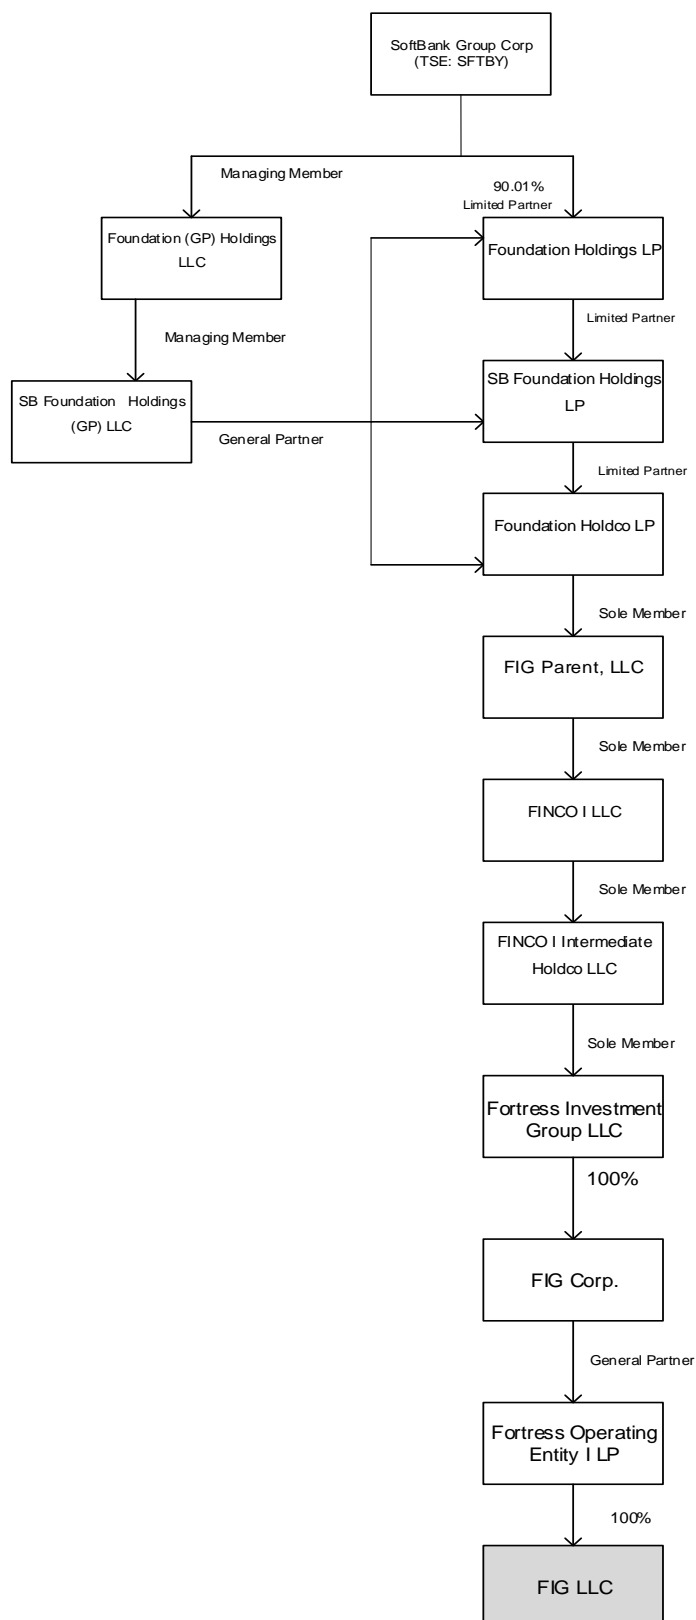 SoftBank Group Corp
(TSE: SFTBY)
Managing Member
90.01%
Limited Partner
Foundation (GP) Holdings
LLC
Foundation Holdings LP
Limited Partner
Managing Member
SB Foundation Holdings
LP
SB Foundation Holdings
(GP) LLC
General Partner
Limited Partner
Foundation Holdco LP
Sole Member
FIG Parent, LLC
Sole Member
FINCO I LLC
Sole Member
FINCO I Intermediate
Holdco LLC
Sole Member
Fortress Investment
Group LLC
100%
FIG Corp.
General Partner
Fortress Operating
Entity I LP
100%
FIG LLC